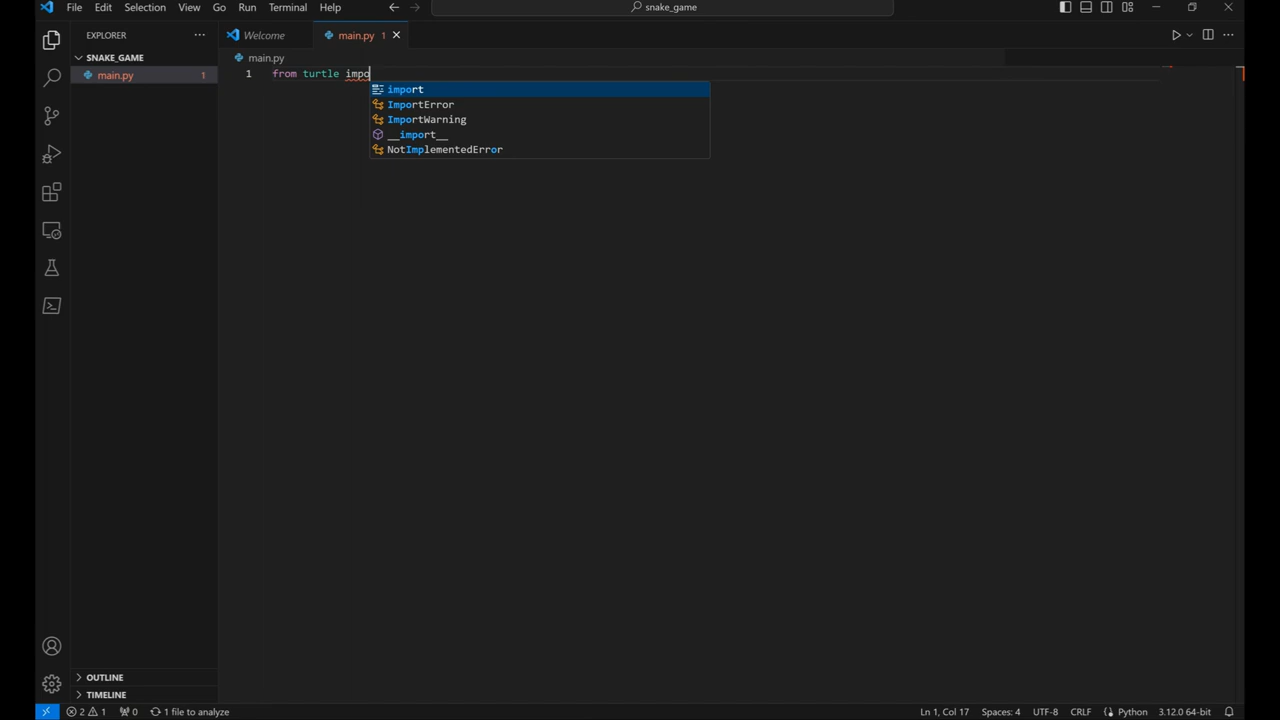 File Edit Selection View Go Run Terminal Help
snake_game
EXPLORER
Welcome
main.py 1
SNAKE_GAME
main.py 1
main.py
1 from turtle impo
import
ImportError
ImportWarning
__import__
NotImplementedError
OUTLINE
TIMELINE
2 1 0 1 file to analyze Ln 1, Col 17 Spaces: 4 UTF-8 CRLF Python 3.12.0 64-bit